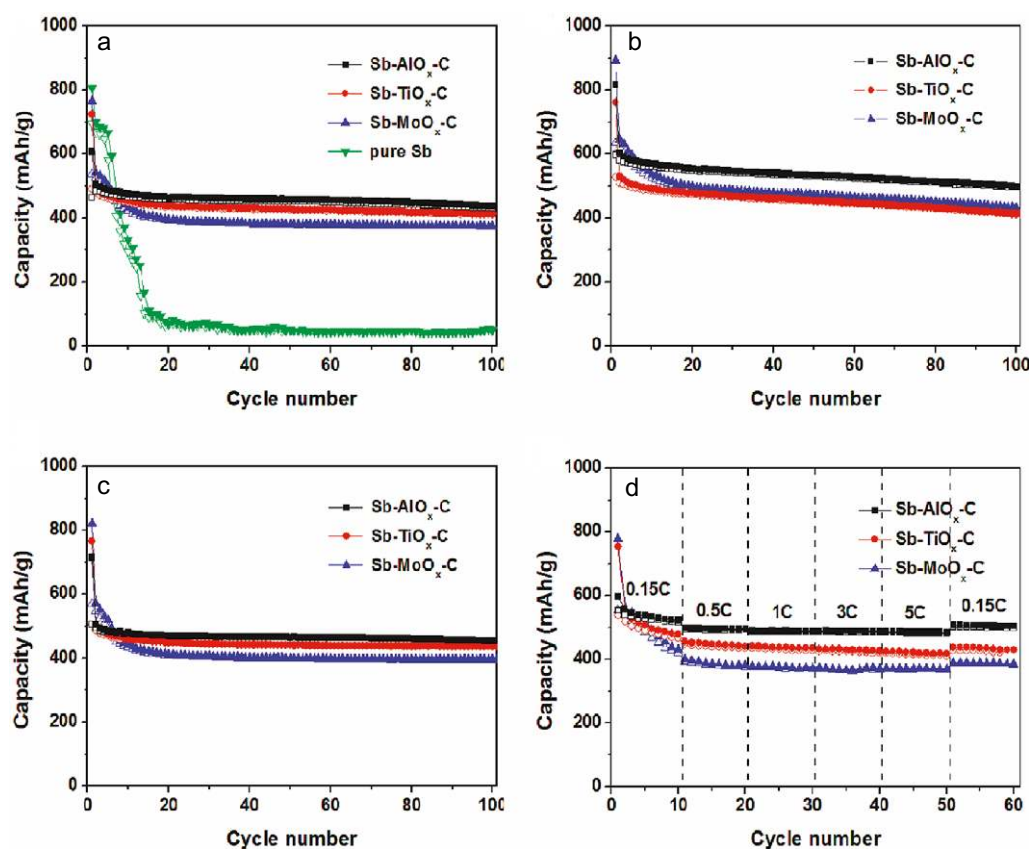 a
Sb-AlOx-C
Sb-TiOx-C
Sb-MoOx-C
pure Sb
1000
800
600
400
200
0
0 20 40 60 80 100
Capacity (mAh/g)
Cycle number
b
Sb-AlOx-C
Sb-TiOx-C
Sb-MoOx-C
1000
800
600
400
200
0
0 20 40 60 80 100
Capacity (mAh/g)
Cycle number
c
Sb-AlOx-C
Sb-TiOx-C
Sb-MoOx-C
1000
800
600
400
200
0
0 20 40 60 80 100
Capacity (mAh/g)
Cycle number
d
Sb-AlOx-C
Sb-TiOx-C
Sb-MoOx-C
0.15C 0.5C 1C 3C 5C 0.15C
1000
800
600
400
200
0
0 10 20 30 40 50 60
Capacity (mAh/g)
Cycle number